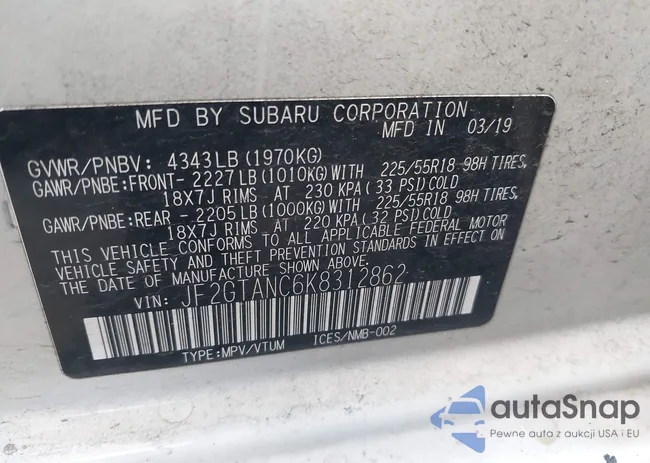 MFD BY SUBARU CORPORATION
MFD IN 03/19
GVWR/PNBV: 4343LB (1970KG)
GAWR/PNBE: FRONT- 2227LB (1010KG) WITH 225/55R18 98H TIRES,
18X7J RIMS AT 230 KPA (33 PSI) COLD
GAWR/PNBE: REAR - 2205LB (1000KG) WITH 225/55R18 98H TIRES,
18X7J RIMS AT 220 KPA (32 PSI) COLD
THIS VEHICLE CONFORMS TO ALL APPLICABLE FEDERAL MOTOR
VEHICLE SAFETY AND THEFT PREVENTION STANDARDS IN EFFECT ON
THE DATE OF MANUFACTURE SHOWN ABOVE.
VIN: JF2GTANC6K8312862
TYPE:MPV/VTUM ICES/NMB-002
autoSnap
Pewne auta z aukcji USA i EU